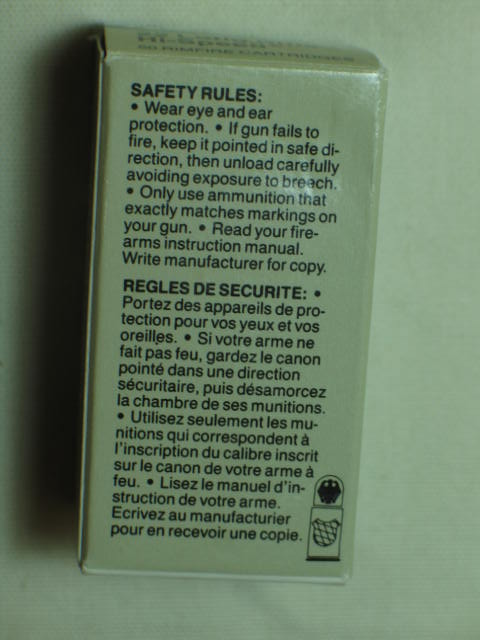 Hi-Speed
50 RIMFIRE CARTRIDGES
SAFETY RULES:
• Wear eye and ear
protection. • If gun fails to
fire, keep it pointed in safe di-
rection, then unload carefully
avoiding exposure to breech.
• Only use ammunition that
exactly matches markings on
your gun. • Read your fire-
arms instruction manual.
Write manufacturer for copy.
REGLES DE SECURITE: •
Portez des appareils de pro-
tection pour vos yeux et vos
oreilles. • Si votre arme ne
fait pas feu, gardez le canon
pointé dans une direction
sécuritaire, puis désamorcez
la chambre de ses munitions.
• Utilisez seulement les mu-
nitions qui correspondent à
l'inscription du calibre inscrit
sur le canon de votre arme à
feu. • Lisez le manuel d'in-
struction de votre arme.
Ecrivez au manufacturier
pour en recevoir une copie.